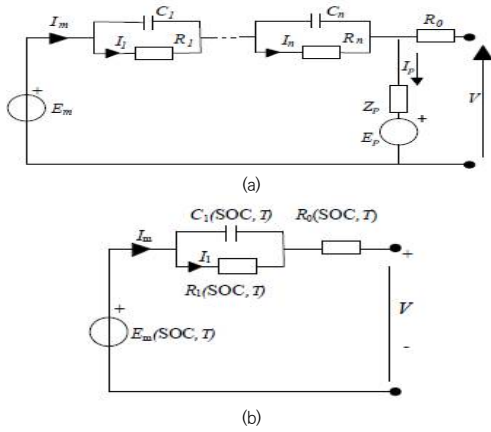 C1 Cn
Im I1 R1 In Rn R0
Ip
Em Zp V
Ep
(a)
C1(SOC, T) R0(SOC, T)
Im I1
R1(SOC, T)
+ +
Em(SOC, T) V
-
(b)